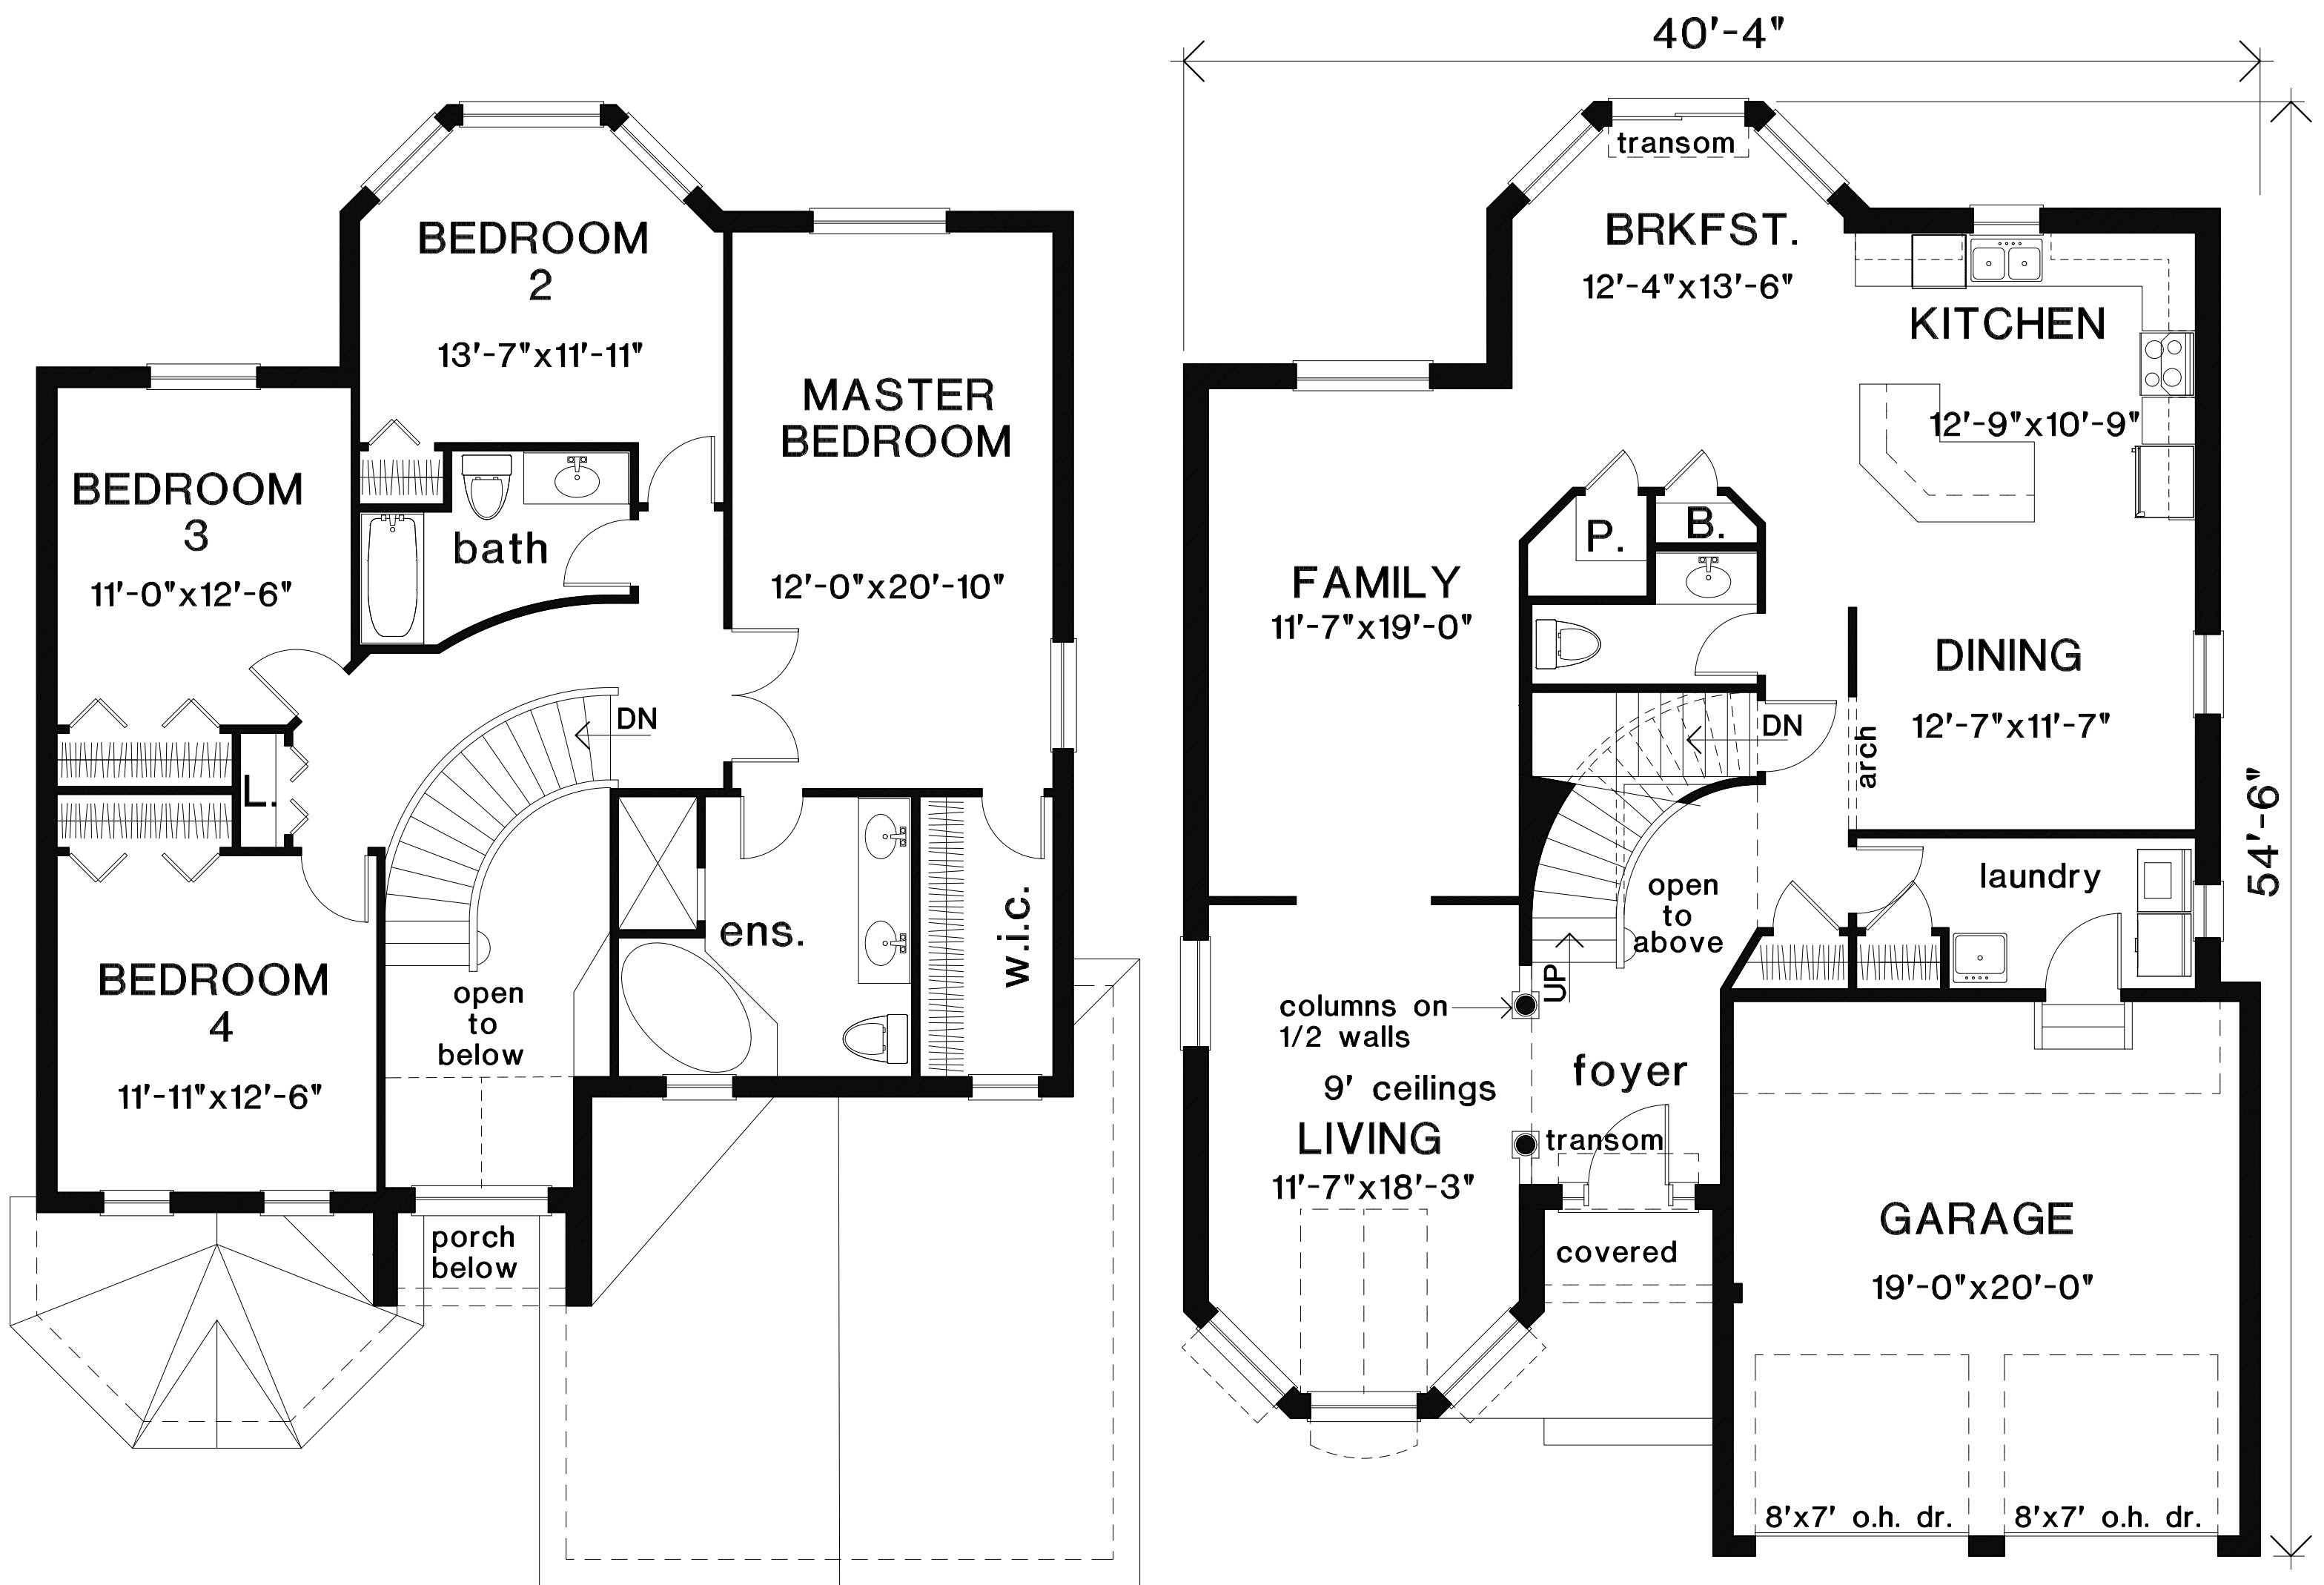 BEDROOM
2
13'-7"x11'-11"
MASTER
BEDROOM
12'-0"x20'-10"
BEDROOM
3
11'-0"x12'-6"
bath
DN
L.
ens.
w.i.c.
BEDROOM
4
11'-11"x12'-6"
open
to
below
porch
below
40'-4"
transom
BRKFST.
12'-4"x13'-6"
KITCHEN
12'-9"x10'-9"
P.
B.
FAMILY
11'-7"x19'-0"
DINING
12'-7"x11'-7"
DN
arch
54'-6"
laundry
open
to
above
UP
columns on
1/2 walls
foyer
9' ceilings
LIVING
11'-7"x18'-3"
transom
covered
GARAGE
19'-0"x20'-0"
8'x7' o.h. dr.
8'x7' o.h. dr.